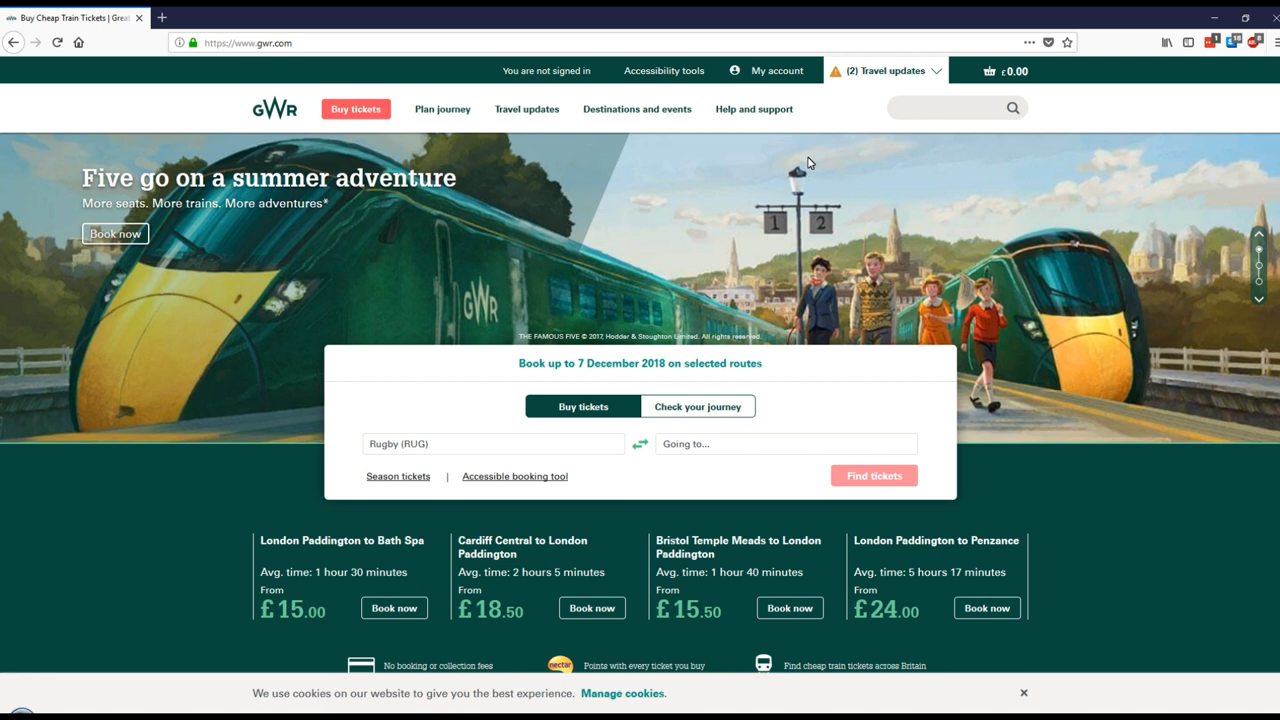 Buy Cheap Train Tickets | Great
https://www.gwr.com
1
18
8
You are not signed in
Accessibility tools
My account
(2) Travel updates
£0.00
GWR
Buy tickets
Plan journey
Travel updates
Destinations and events
Help and support
Five go on a summer adventure
More seats. More trains. More adventures*
Book now
1 2
GWR
THE FAMOUS FIVE © 2017, Hodder & Stoughton Limited. All rights reserved.
Book up to 7 December 2018 on selected routes
Buy tickets
Check your journey
Rugby (RUG)
Going to...
Season tickets | Accessible booking tool
Find tickets
London Paddington to Bath Spa
Avg. time: 1 hour 30 minutes
From
£15.00
Book now
Cardiff Central to London
Paddington
Avg. time: 2 hours 5 minutes
From
£18.50
Book now
Bristol Temple Meads to London
Paddington
Avg. time: 1 hour 40 minutes
From
£15.50
Book now
London Paddington to Penzance
Avg. time: 5 hours 17 minutes
From
£24.00
Book now
No booking or collection fees
nectar
Points with every ticket you buy
Find cheap train tickets across Britain
We use cookies on our website to give you the best experience. Manage cookies.